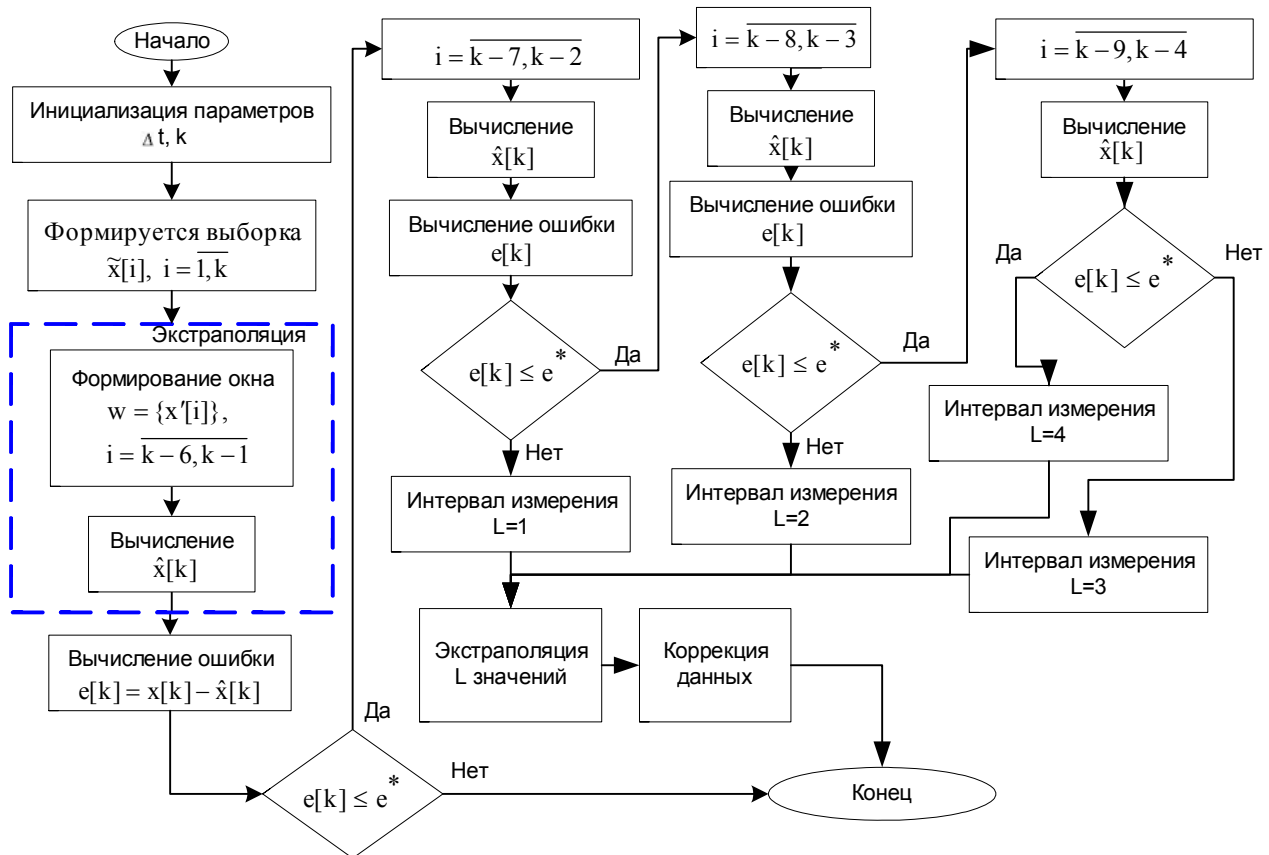 Начало
Инициализация параметров
Δ t, k
Формируется выборка
x̃[i], i = 1,k
Экстраполяция
Формирование окна
w = {x′[i]},
i = k − 6, k − 1
Вычисление
x̂[k]
Вычисление ошибки
e[k] = x[k] − x̂[k]
e[k] ≤ e*
Да
Нет
i = k − 7, k − 2
Вычисление
x̂[k]
Вычисление ошибки
e[k]
e[k] ≤ e*
Да
Нет
Интервал измерения
L=1
i = k − 8, k − 3
Вычисление
x̂[k]
Вычисление ошибки
e[k]
e[k] ≤ e*
Да
Нет
Интервал измерения
L=2
i = k − 9, k − 4
Вычисление
x̂[k]
e[k] ≤ e*
Да
Нет
Интервал измерения
L=4
Интервал измерения
L=3
Экстраполяция
L значений
Коррекция
данных
Конец